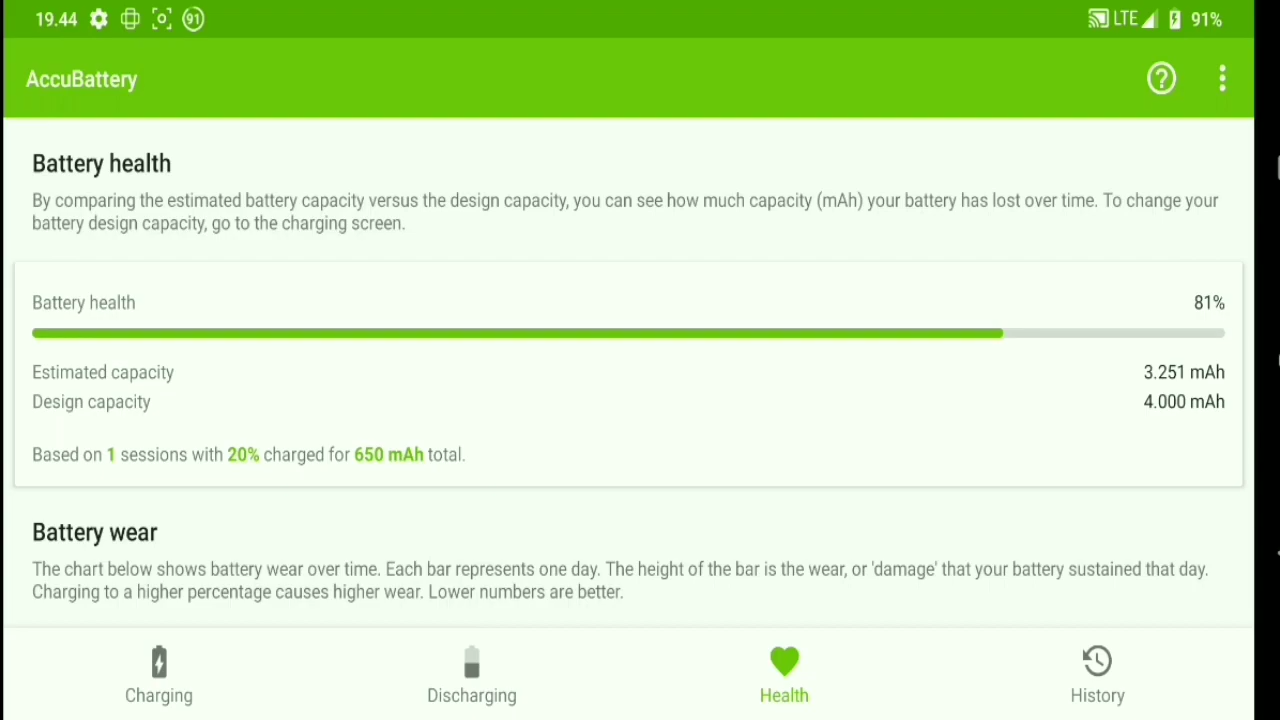 19.44 91 LTE 91%
AccuBattery
Battery health
By comparing the estimated battery capacity versus the design capacity, you can see how much capacity (mAh) your battery has lost over time. To change your
battery design capacity, go to the charging screen.
Battery health 81%
Estimated capacity 3.251 mAh
Design capacity 4.000 mAh
Based on 1 sessions with 20% charged for 650 mAh total.
Battery wear
The chart below shows battery wear over time. Each bar represents one day. The height of the bar is the wear, or 'damage' that your battery sustained that day.
Charging to a higher percentage causes higher wear. Lower numbers are better.
Charging Discharging Health History